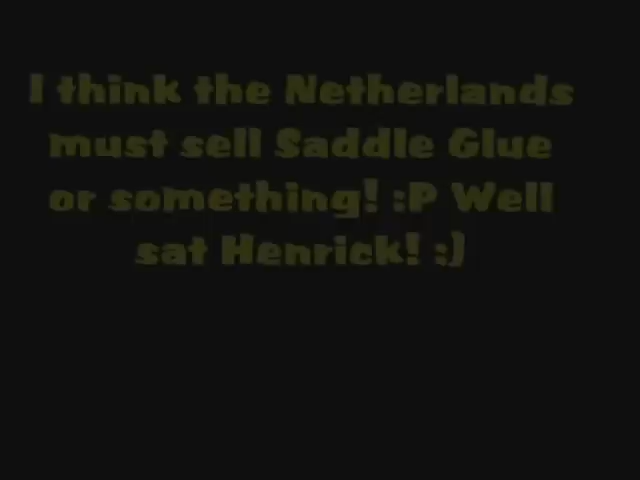 I think the Netherlands
must sell Saddle Glue
or something! :P Well
sat Henrick! :)